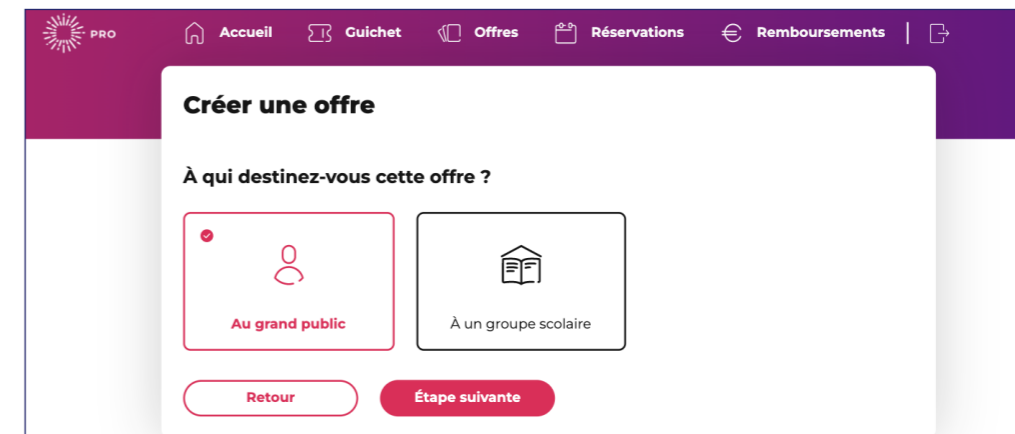 PRO Accueil Guichet Offres Réservations Remboursements
Créer une offre
À qui destinez-vous cette offre ?
Au grand public À un groupe scolaire
Retour Étape suivante